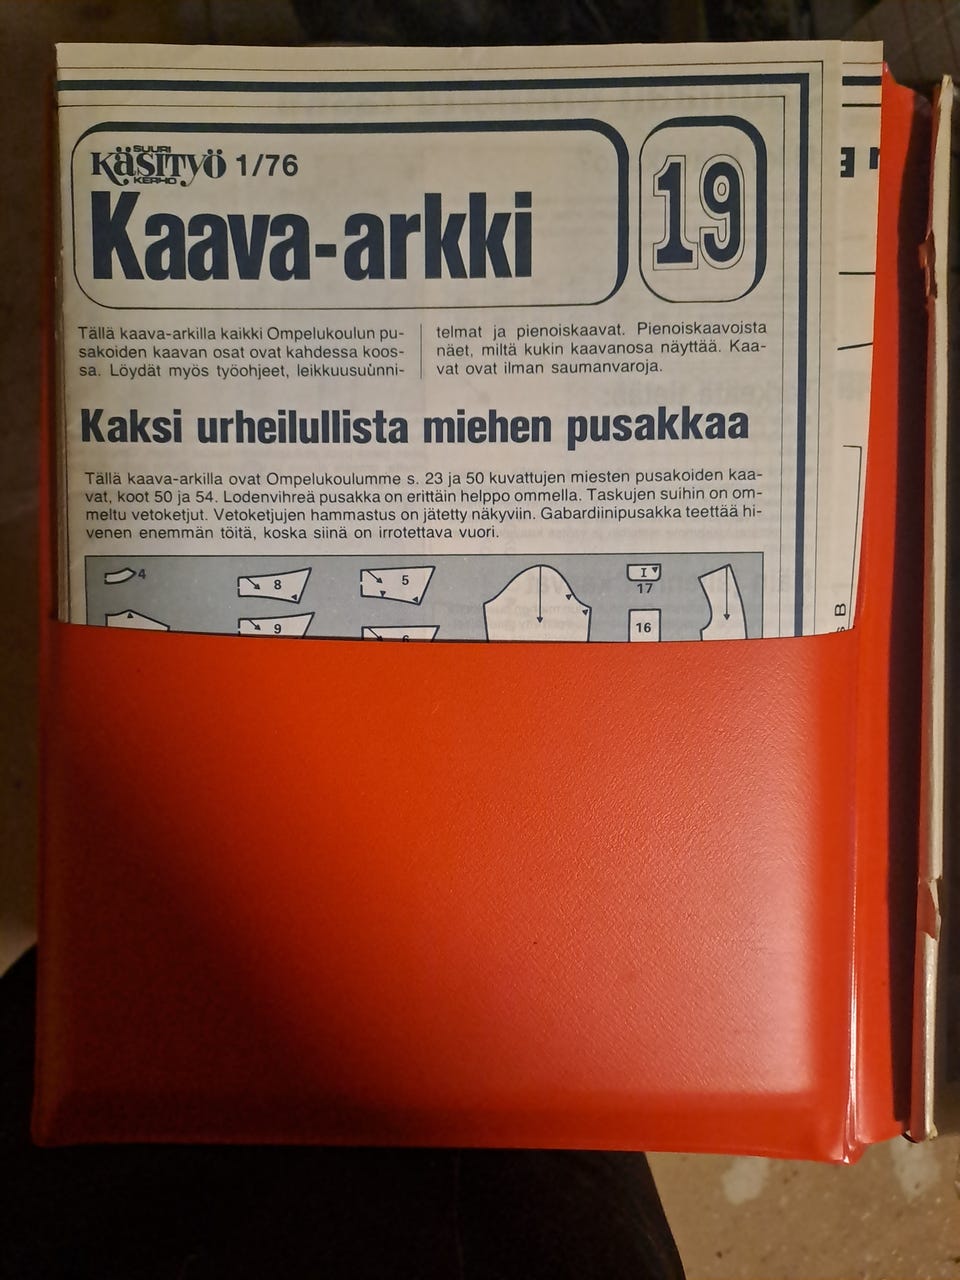 SUURI
KÄSITYÖ 1/76
KERHO
Kaava-arkki
19
Tällä kaava-arkilla kaikki Ompelukoulun pu-
sakoiden kaavan osat ovat kahdessa koos-
sa. Löydät myös työohjeet, leikkuusuùnni-
telmat ja pienoiskaavat. Pienoiskaavoista
näet, miltä kukin kaavanosa näyttää. Kaa-
vat ovat ilman saumanvaroja.
Kaksi urheilullista miehen pusakkaa
Tällä kaava-arkilla ovat Ompelukoulumme s. 23 ja 50 kuvattujen miesten pusakoiden kaa-
vat, koot 50 ja 54. Lodenvihreä pusakka on erittäin helppo ommella. Taskujen suihin on om-
meltu vetoketjut. Vetoketjujen hammastus on jätetty näkyviin. Gabardiinipusakka teettää hi-
venen enemmän töitä, koska siinä on irrotettava vuori.
4
8
5
I
17
9
6
16
B